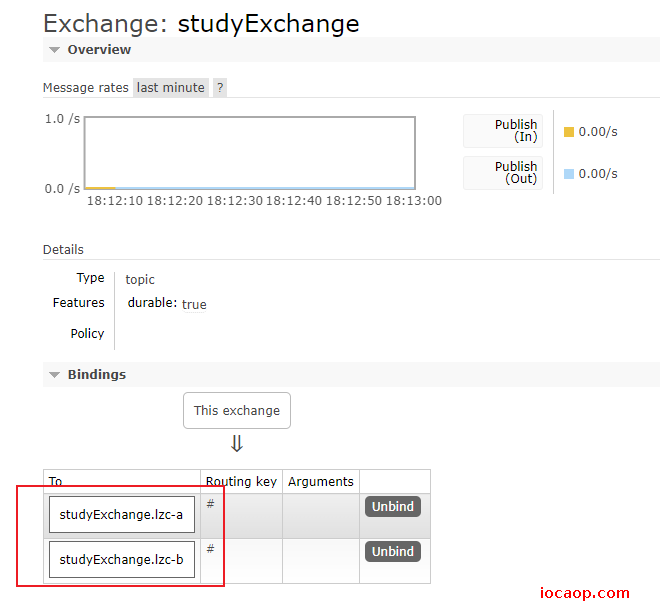 Exchange: studyExchange
Overview
Message rates last minute ?
1.0 /s
0.0 /s
18:12:10 18:12:20 18:12:30 18:12:40 18:12:50 18:13:00
Publish
(In)
0.00/s
Publish
(Out)
0.00/s
Details
Type topic
Features durable: true
Policy
Bindings
This exchange
⇓
To Routing key Arguments
studyExchange.lzc-a # Unbind
studyExchange.lzc-b # Unbind
iocaop.com